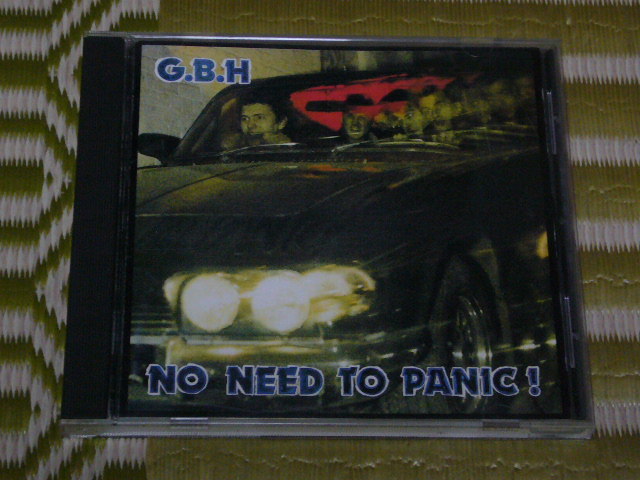 G.B.H
NO NEED TO PANIC!